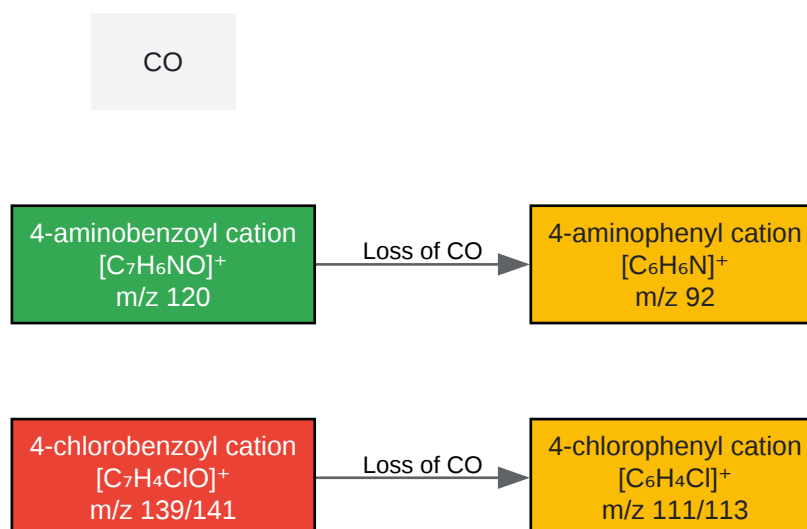 CO
4-aminobenzoyl cation
[C₇H₆NO]⁺
m/z 120
Loss of CO
4-aminophenyl cation
[C₆H₆N]⁺
m/z 92
4-chlorobenzoyl cation
[C₇H₄ClO]⁺
m/z 139/141
Loss of CO
4-chlorophenyl cation
[C₆H₄Cl]⁺
m/z 111/113